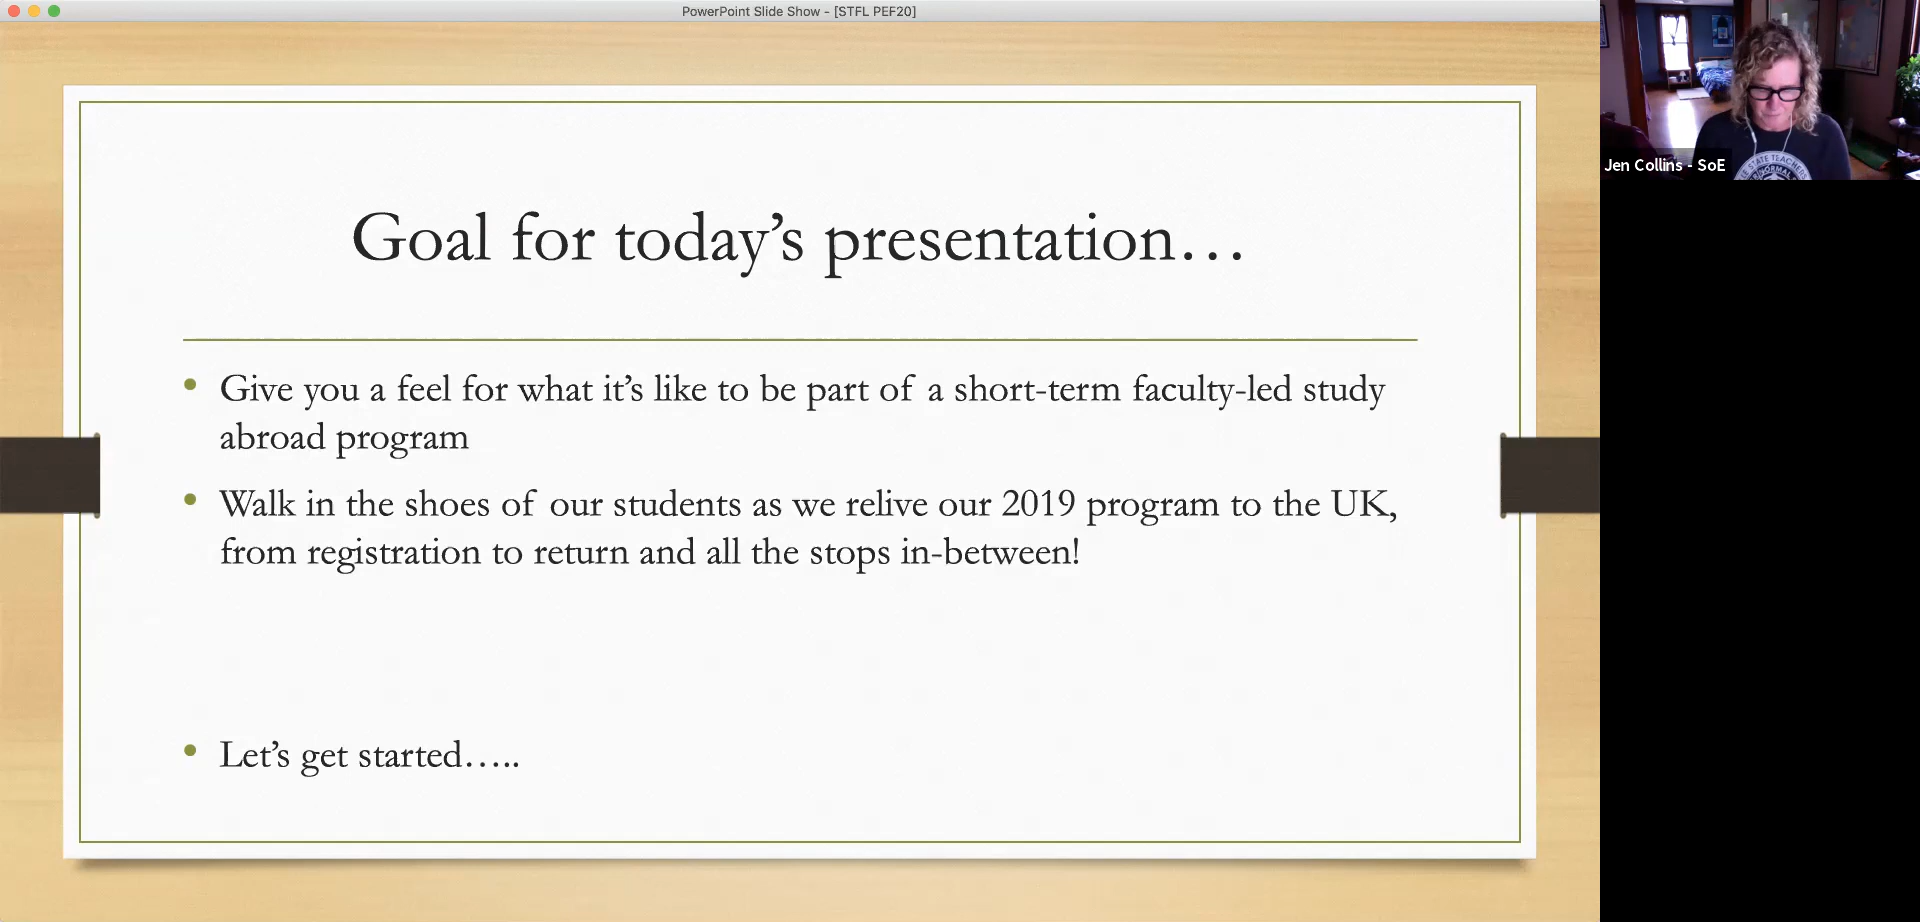 PowerPoint Slide Show - [STFL PEF20]
Goal for today’s presentation…
• Give you a feel for what it’s like to be part of a short-term faculty-led study
abroad program
• Walk in the shoes of our students as we relive our 2019 program to the UK,
from registration to return and all the stops in-between!
• Let’s get started…..
Jen Collins - SoE
STATE TEACHERS
NORMAL